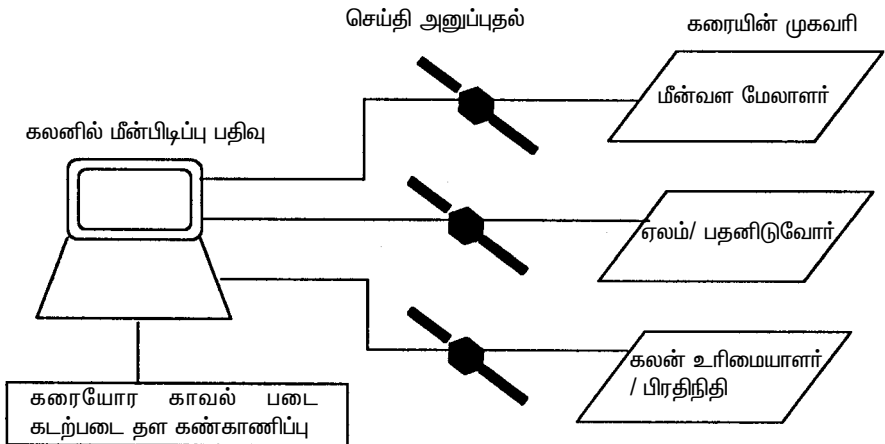 செய்தி அனுப்புதல்
கரையின் முகவரி
மீன்வள மேலாளர்
கலனில் மீன்பிடிப்பு பதிவு
ஏலம்/ பதனிடுவோர்
கலன் உரிமையாளர்
/ பிரதிநிதி
கரையோர காவல் படை
கடற்படை தள கண்காணிப்பு